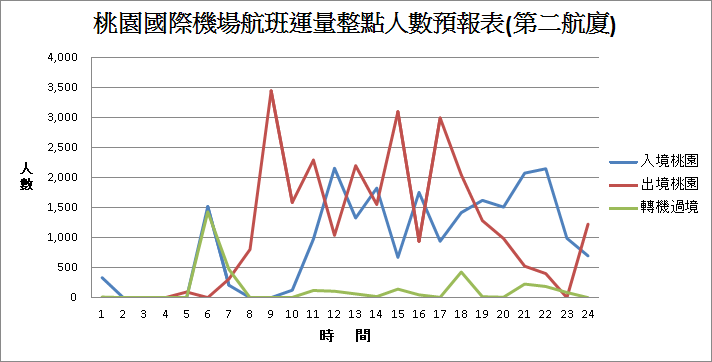 桃園國際機場航班運量整點人數預報表(第二航廈)
4,000
3,500
3,000
2,500
2,000
1,500
1,000
500
0
人數
1 2 3 4 5 6 7 8 9 10 11 12 13 14 15 16 17 18 19 20 21 22 23 24
時 間
入境桃園
出境桃園
轉機過境